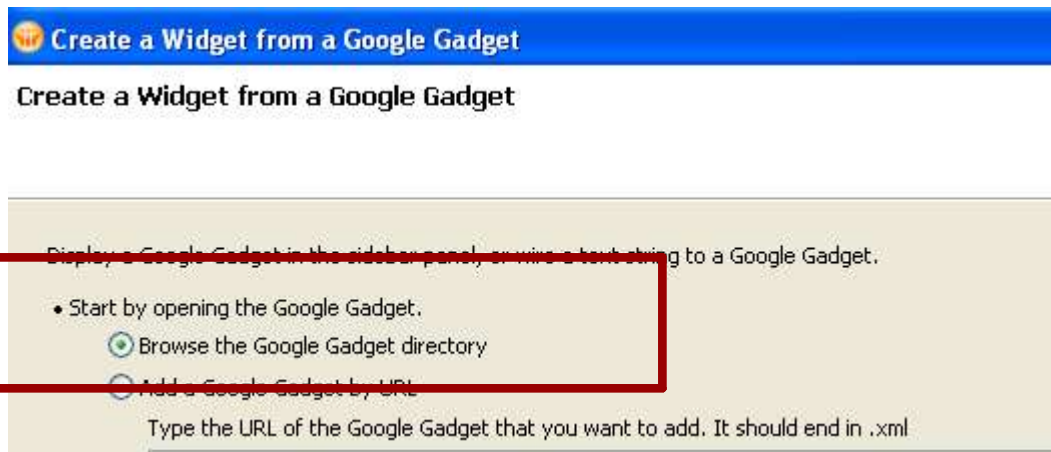 Create a Widget from a Google Gadget
Create a Widget from a Google Gadget
Display a Google Gadget in the sidebar panel, or wire a text string to a Google Gadget.
• Start by opening the Google Gadget.
Browse the Google Gadget directory
Add a Google Gadget by URL
Type the URL of the Google Gadget that you want to add. It should end in .xml